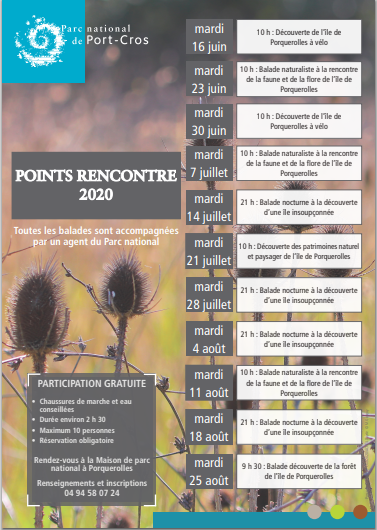 Parc national
de Port-Cros
POINTS RENCONTRE
2020
Toutes les balades sont accompagnées
par un agent du Parc national
mardi
16 juin
10 h : Découverte de l'île de
Porquerolles à vélo
mardi
23 juin
10 h : Balade naturaliste à la rencontre
de la faune et de la flore de l'île de
Porquerolles
mardi
30 juin
10 h : Découverte de l'île de
Porquerolles à vélo
mardi
7 juillet
10 h : Balade naturaliste à la rencontre
de la faune et de la flore de l'île de
Porquerolles
mardi
14 juillet
21 h : Balade nocturne à la découverte
d'une île insoupçonnée
mardi
21 juillet
10 h : Découverte des patrimoines naturel
et paysager de l'île de Porquerolles
mardi
28 juillet
21 h : Balade nocturne à la découverte
d'une île insoupçonnée
mardi
4 août
21 h : Balade nocturne à la découverte
d'une île insoupçonnée
mardi
11 août
10 h : Balade naturaliste à la rencontre
de la faune et de la flore de l'île de
Porquerolles
mardi
18 août
21 h : Balade nocturne à la découverte
d'une île insoupçonnée
mardi
25 août
9 h 30 : Balade découverte de la forêt
de l'île de Porquerolles
PARTICIPATION GRATUITE
• Chaussures de marche et eau
conseillées
• Durée environ 2 h 30
• Maximum 10 personnes
• Réservation obligatoire
Rendez-vous à la Maison de parc
national à Porquerolles
Renseignements et inscriptions
04 94 58 07 24